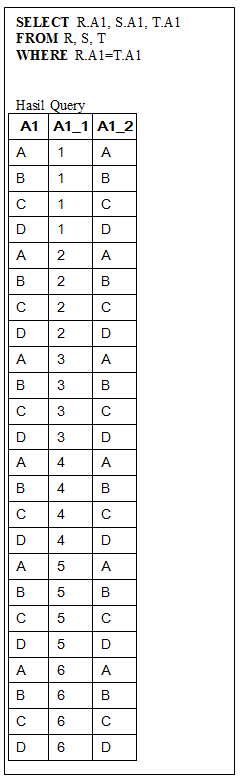 SELECT R.A1, S.A1, T.A1
FROM R, S, T
WHERE R.A1=T.A1
Hasil Query
A1 A1_1 A1_2
A 1 A
B 1 B
C 1 C
D 1 D
A 2 A
B 2 B
C 2 C
D 2 D
A 3 A
B 3 B
C 3 C
D 3 D
A 4 A
B 4 B
C 4 C
D 4 D
A 5 A
B 5 B
C 5 C
D 5 D
A 6 A
B 6 B
C 6 C
D 6 D